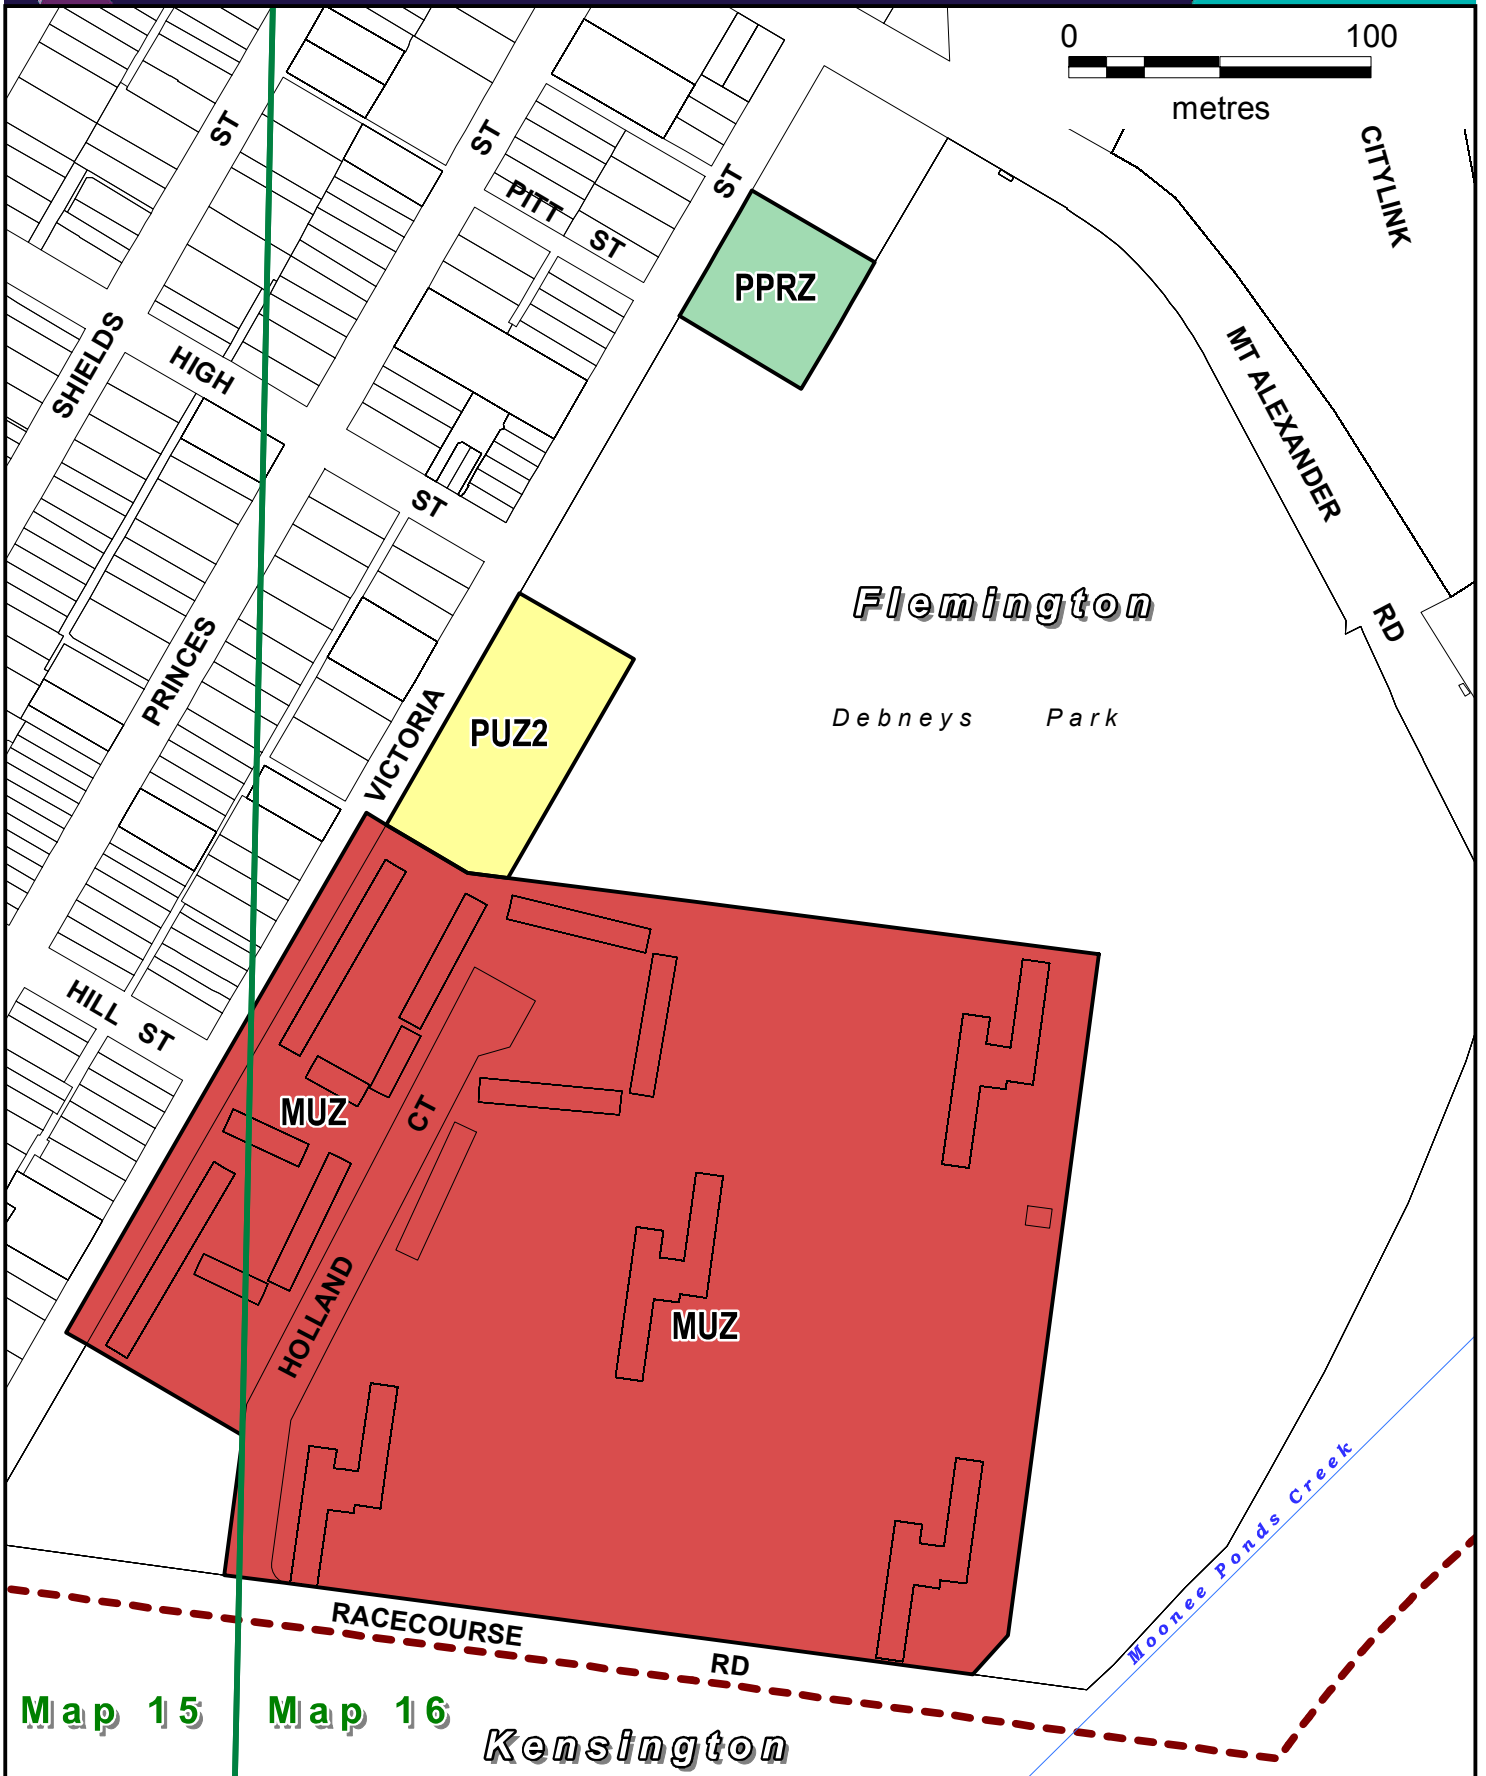 0 100
metres
CITYLINK
ST
ST
ST
PITT ST
PPRZ
SHIELDS
HIGH ST
MT ALEXANDER RD
Flemington
Debneys Park
PRINCES
VICTORIA
PUZ2
HILL ST
MUZ
HOLLAND CT
MUZ
Moonee Ponds Creek
RACECOURSE RD
Map 15
Map 16
Kensington